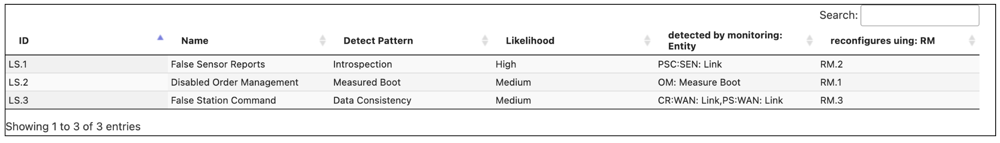 Search:
ID Name Detect Pattern Likelihood detected by monitoring: Entity reconfigures uing: RM
LS.1 False Sensor Reports Introspection High PSC:SEN: Link RM.2
LS.2 Disabled Order Management Measured Boot Medium OM: Measure Boot RM.1
LS.3 False Station Command Data Consistency Medium CR:WAN: Link,PS:WAN: Link RM.3
Showing 1 to 3 of 3 entries